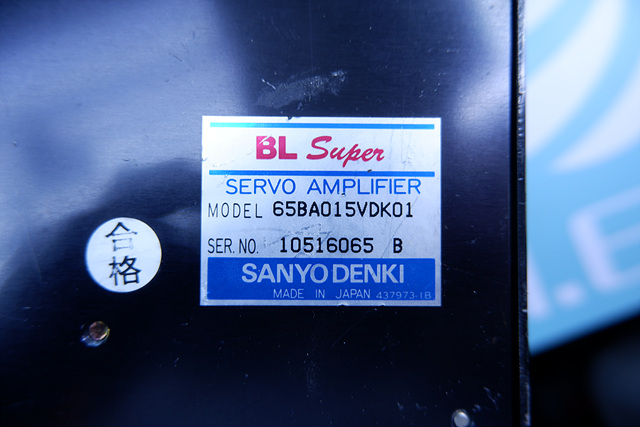 BL Super
SERVO AMPLIFIER
MODEL 65BA015VDK01
SER. NO. 10516065 B
SANYO DENKI
MADE IN JAPAN 437973-1B
合格